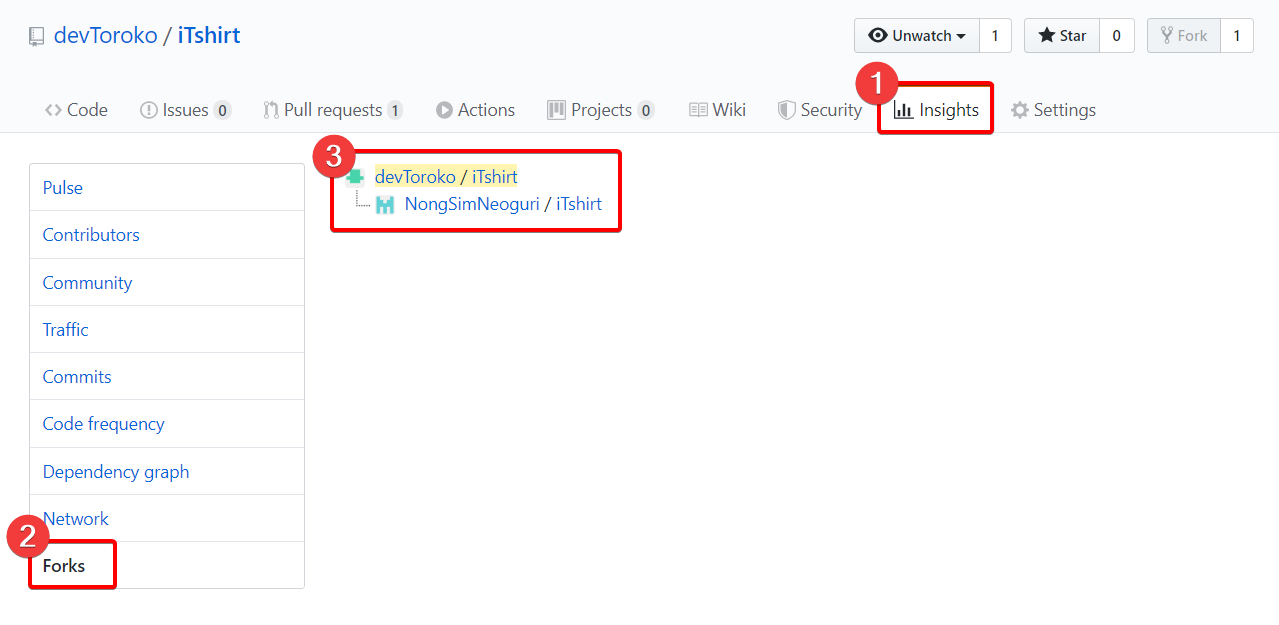 devToroko / iTshirt
Unwatch 1 Star 0 Fork 1
Code Issues 0 Pull requests 1 Actions Projects 0 Wiki Security Insights Settings
1
3
devToroko / iTshirt
NongSimNeoguri / iTshirt
Pulse
Contributors
Community
Traffic
Commits
Code frequency
Dependency graph
Network
2
Forks